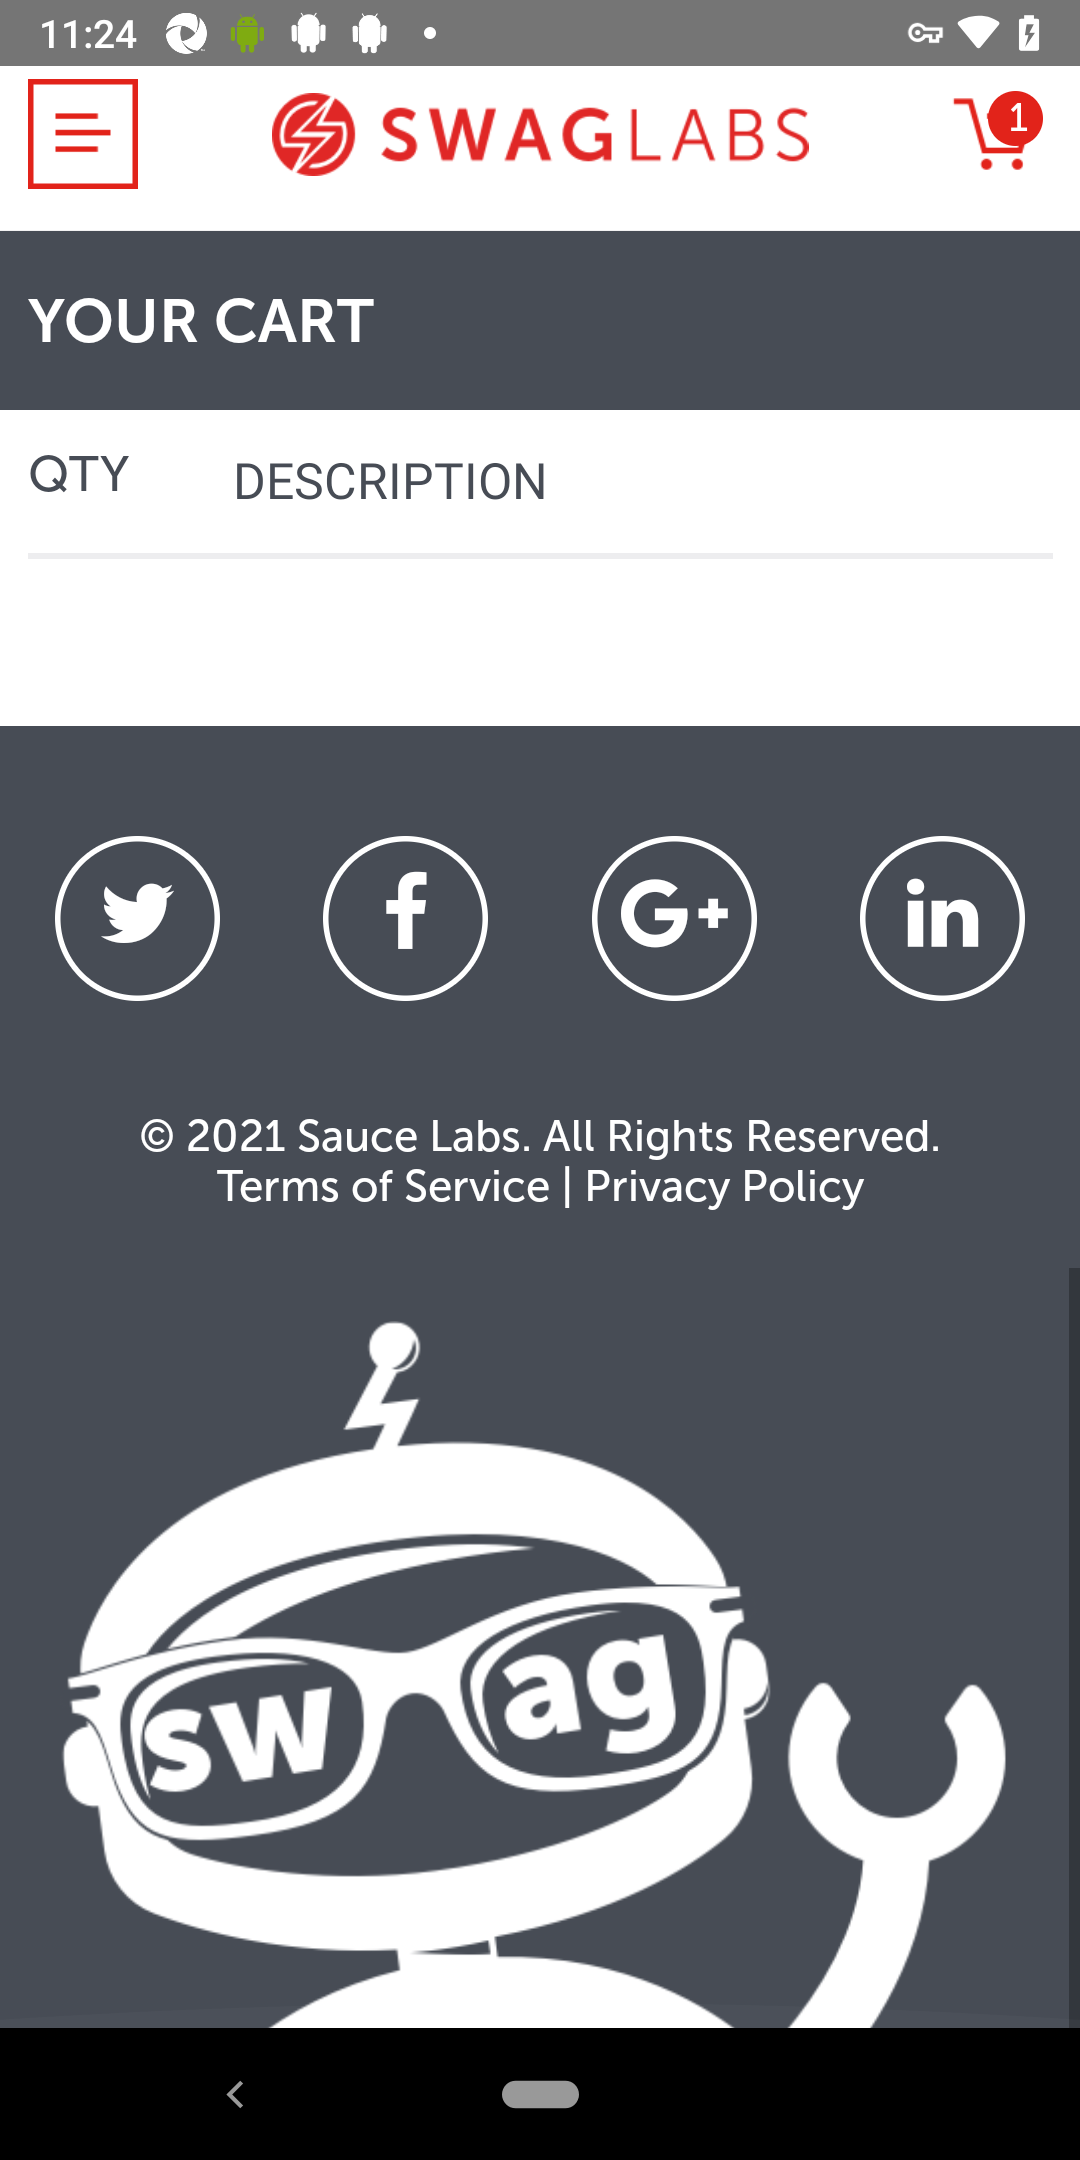 11:24
SWAGLABS
1
YOUR CART
QTY
DESCRIPTION
f
G+
in
© 2021 Sauce Labs. All Rights Reserved.
Terms of Service | Privacy Policy
sw ag